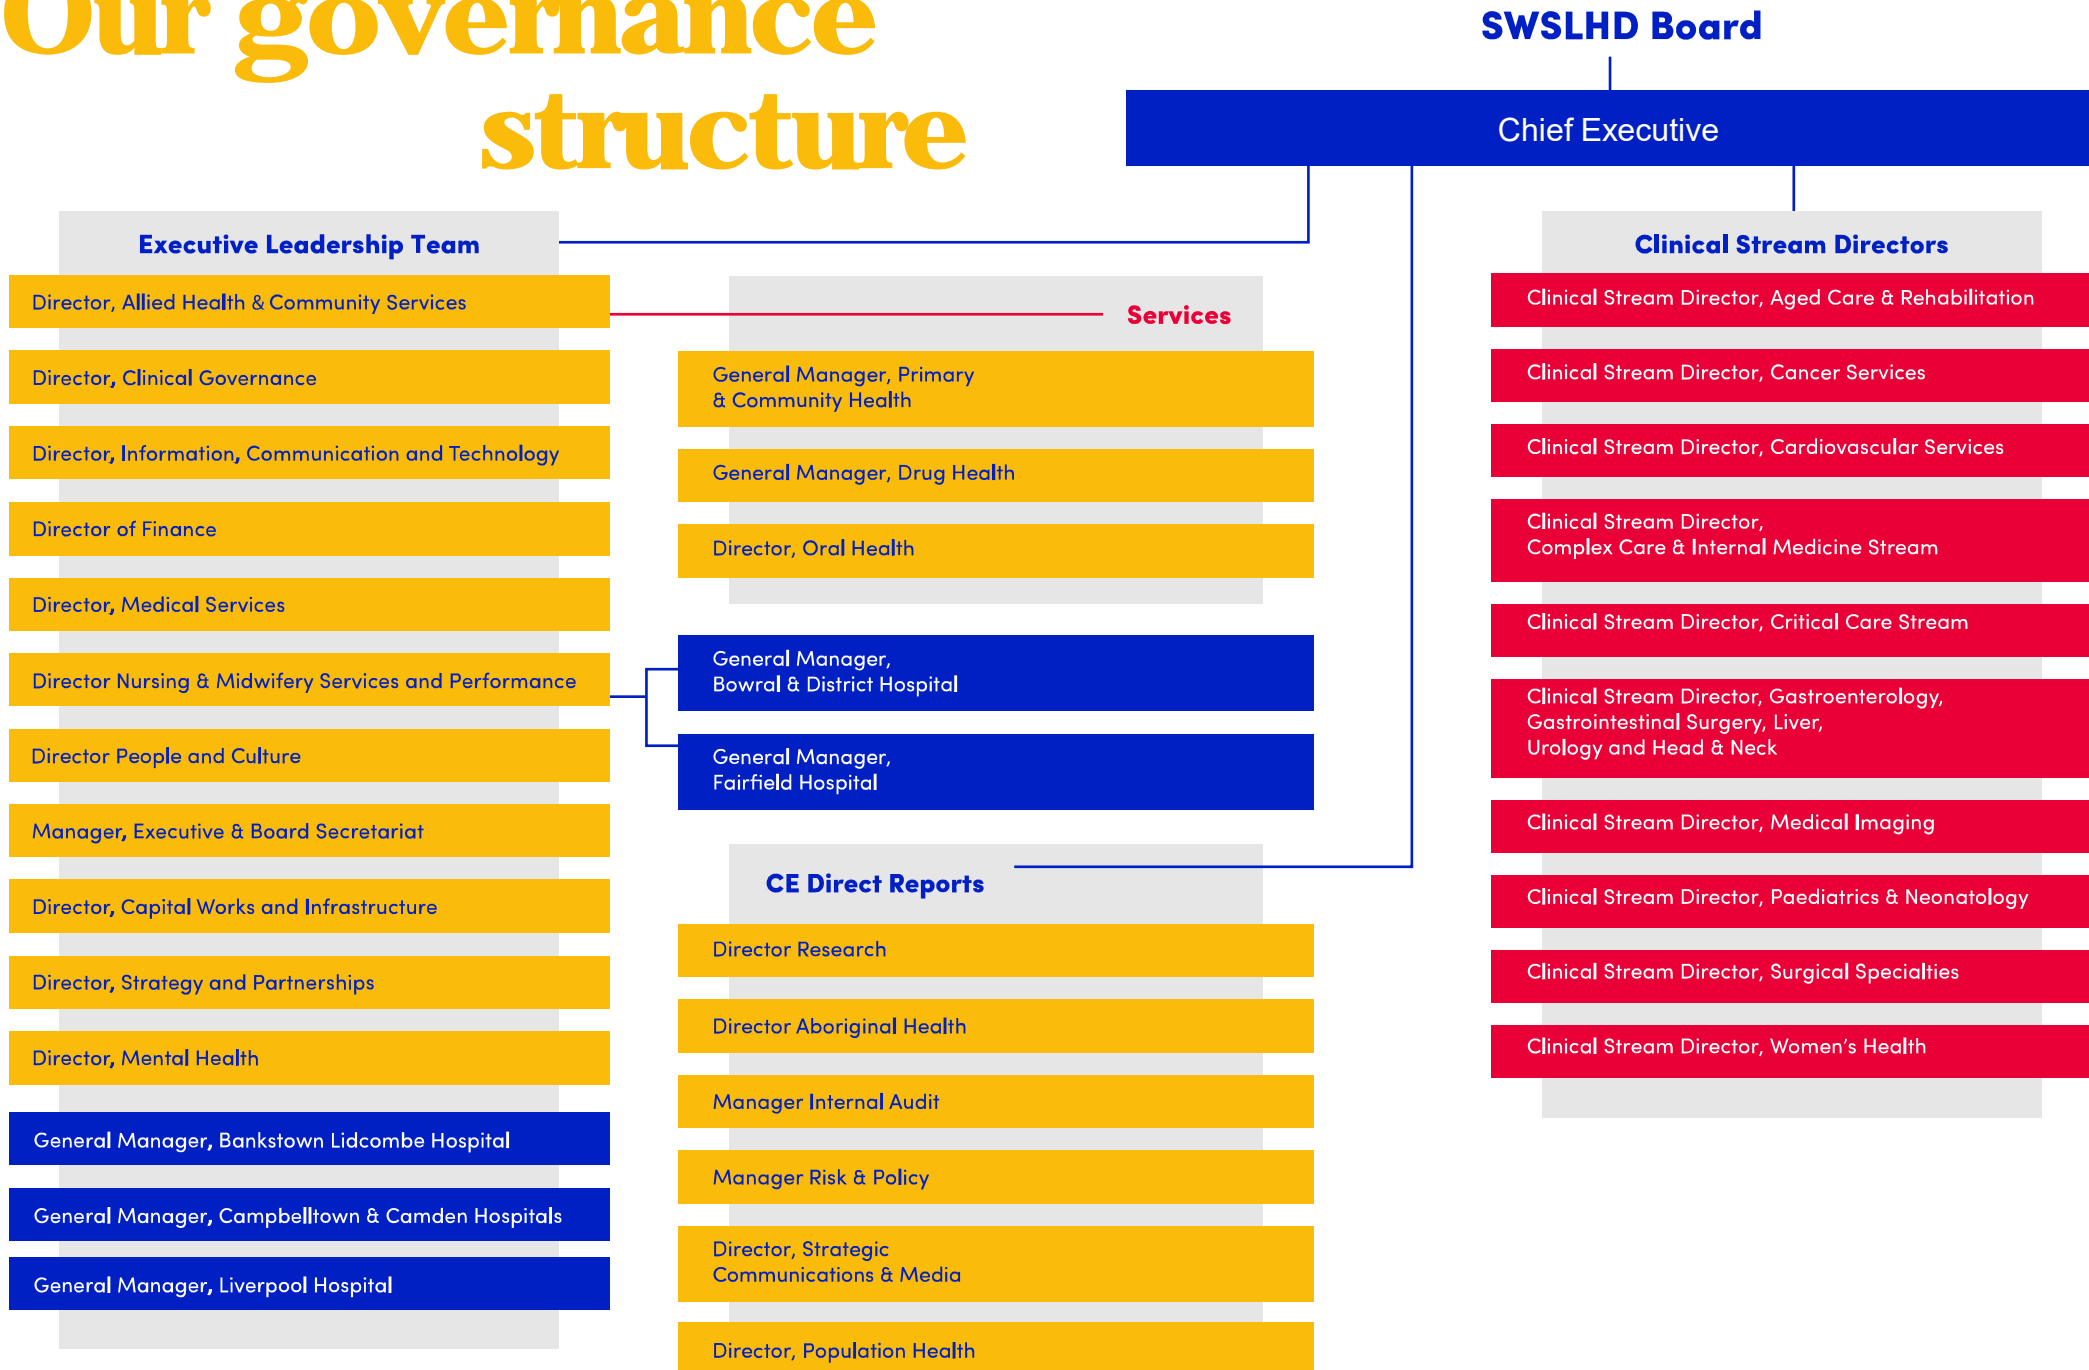 Our governance
structure
SWSLHD Board
Chief Executive
Executive Leadership Team
Director, Allied Health & Community Services
Director, Clinical Governance
Director, Information, Communication and Technology
Director of Finance
Director, Medical Services
Director Nursing & Midwifery Services and Performance
Director People and Culture
Manager, Executive & Board Secretariat
Director, Capital Works and Infrastructure
Director, Strategy and Partnerships
Director, Mental Health
General Manager, Bankstown Lidcombe Hospital
General Manager, Campbelltown & Camden Hospitals
General Manager, Liverpool Hospital
Services
General Manager, Primary
& Community Health
General Manager, Drug Health
Director, Oral Health
General Manager,
Bowral & District Hospital
General Manager,
Fairfield Hospital
CE Direct Reports
Director Research
Director Aboriginal Health
Manager Internal Audit
Manager Risk & Policy
Director, Strategic
Communications & Media
Director, Population Health
Clinical Stream Directors
Clinical Stream Director, Aged Care & Rehabilitation
Clinical Stream Director, Cancer Services
Clinical Stream Director, Cardiovascular Services
Clinical Stream Director,
Complex Care & Internal Medicine Stream
Clinical Stream Director, Critical Care Stream
Clinical Stream Director, Gastroenterology,
Gastrointestinal Surgery, Liver,
Urology and Head & Neck
Clinical Stream Director, Medical Imaging
Clinical Stream Director, Paediatrics & Neonatology
Clinical Stream Director, Surgical Specialties
Clinical Stream Director, Women's Health